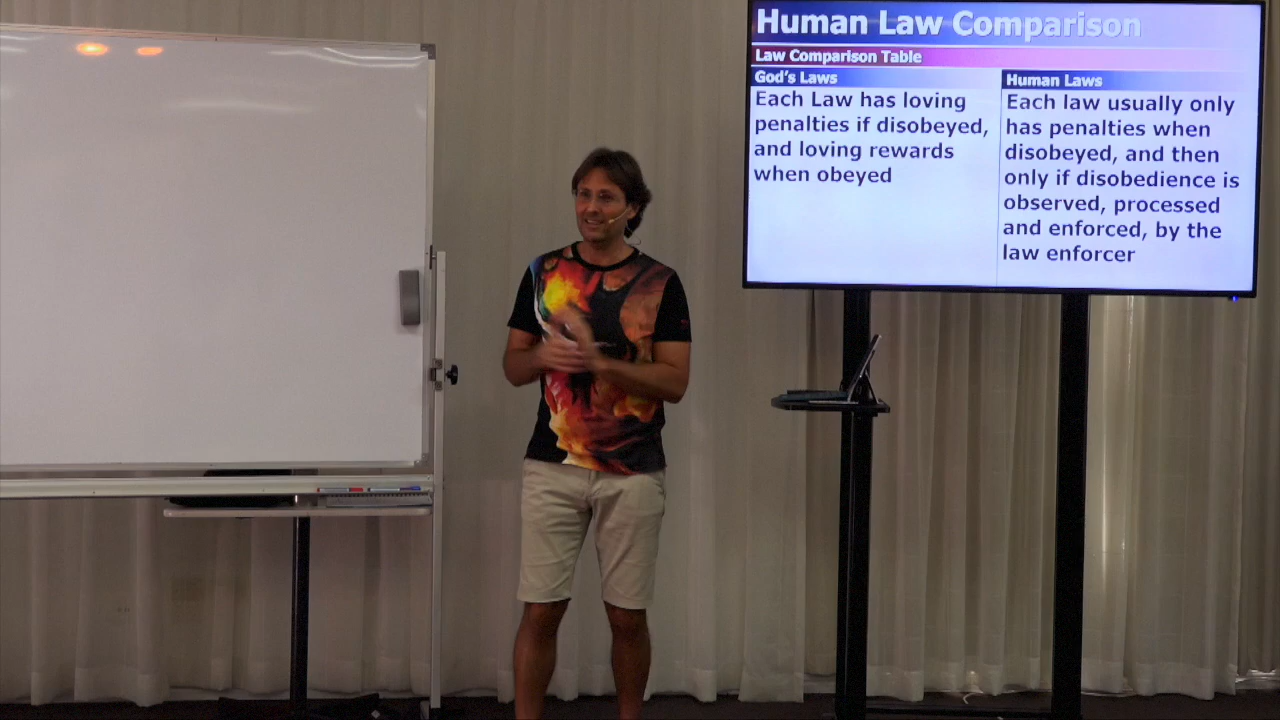 Human Law Comparison
Law Comparison Table
God's Laws
Each Law has loving
penalties if disobeyed,
and loving rewards
when obeyed
Human Laws
Each law usually only
has penalties when
disobeyed, and then
only if disobedience is
observed, processed
and enforced, by the
law enforcer